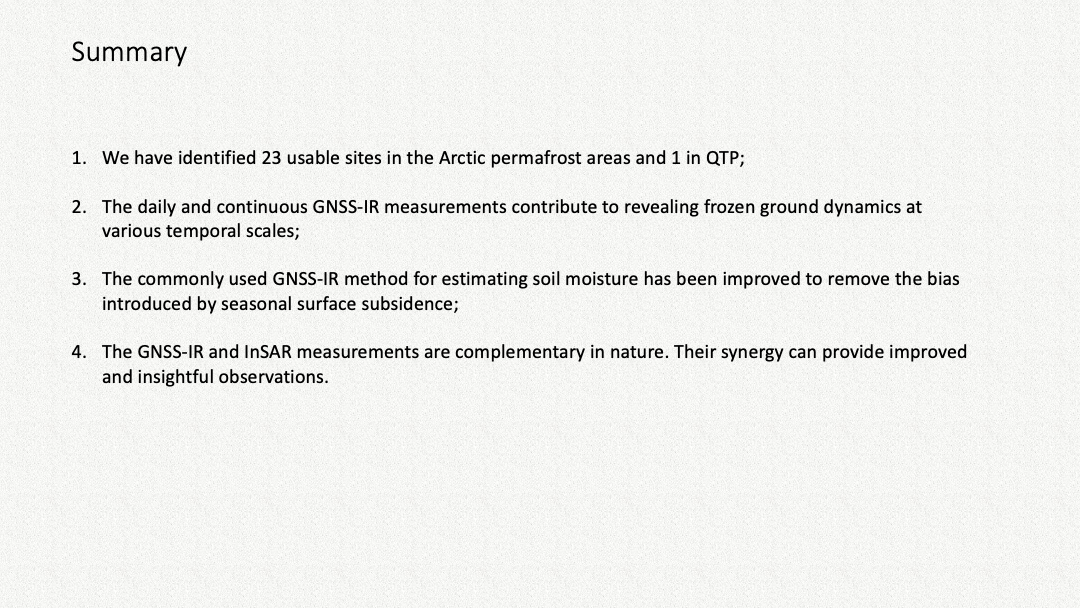 Summary
1. We have identified 23 usable sites in the Arctic permafrost areas and 1 in QTP;
2. The daily and continuous GNSS-IR measurements contribute to revealing frozen ground dynamics at
various temporal scales;
3. The commonly used GNSS-IR method for estimating soil moisture has been improved to remove the bias
introduced by seasonal surface subsidence;
4. The GNSS-IR and InSAR measurements are complementary in nature. Their synergy can provide improved
and insightful observations.